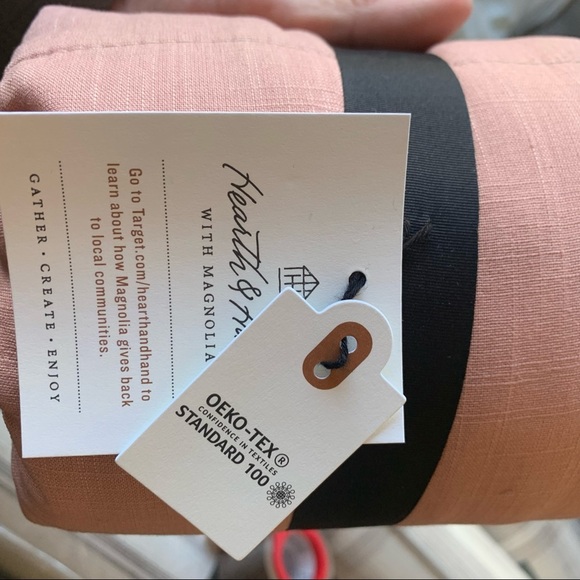 Hearth &
WITH MAGNOLIA
Go to Target.com/hearthandhand to
learn about how Magnolia gives back
to local communities.
GATHER • CREATE • ENJOY
OEKO-TEX®
CONFIDENCE IN TEXTILES
STANDARD 100